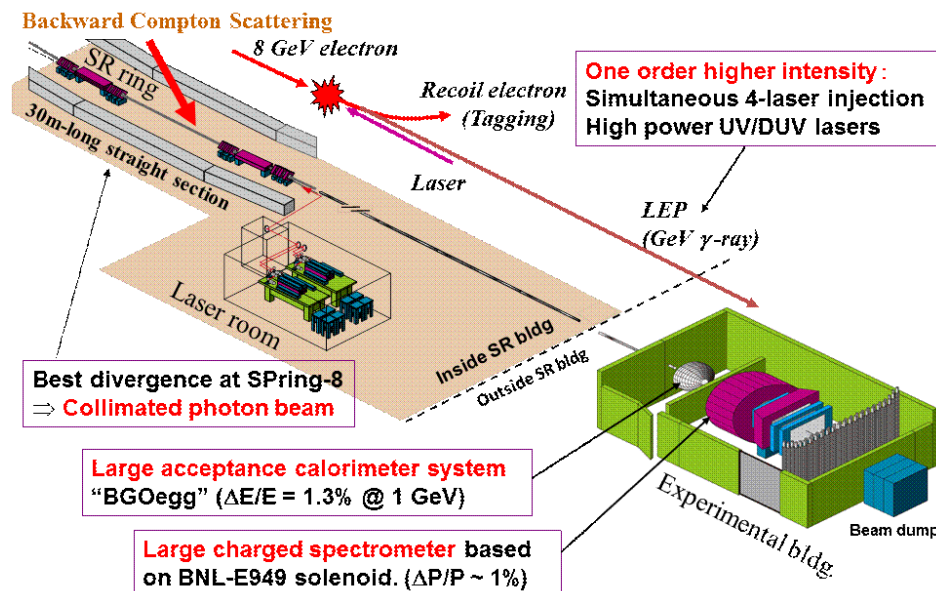 Backward Compton Scattering
8 GeV electron
SR ring
Recoil electron
(Tagging)
One order higher intensity :
Simultaneous 4-laser injection
High power UV/DUV lasers
30m-long straight section
Laser
LEP
(GeV γ-ray)
Laser room
Inside SR bldg
Outside SR bldg
Best divergence at SPring-8
⇒ Collimated photon beam
Large acceptance calorimeter system
“BGOegg” (ΔE/E = 1.3% @ 1 GeV)
Experimental bldg.
Beam dump
Large charged spectrometer based
on BNL-E949 solenoid. (ΔP/P ~ 1%)